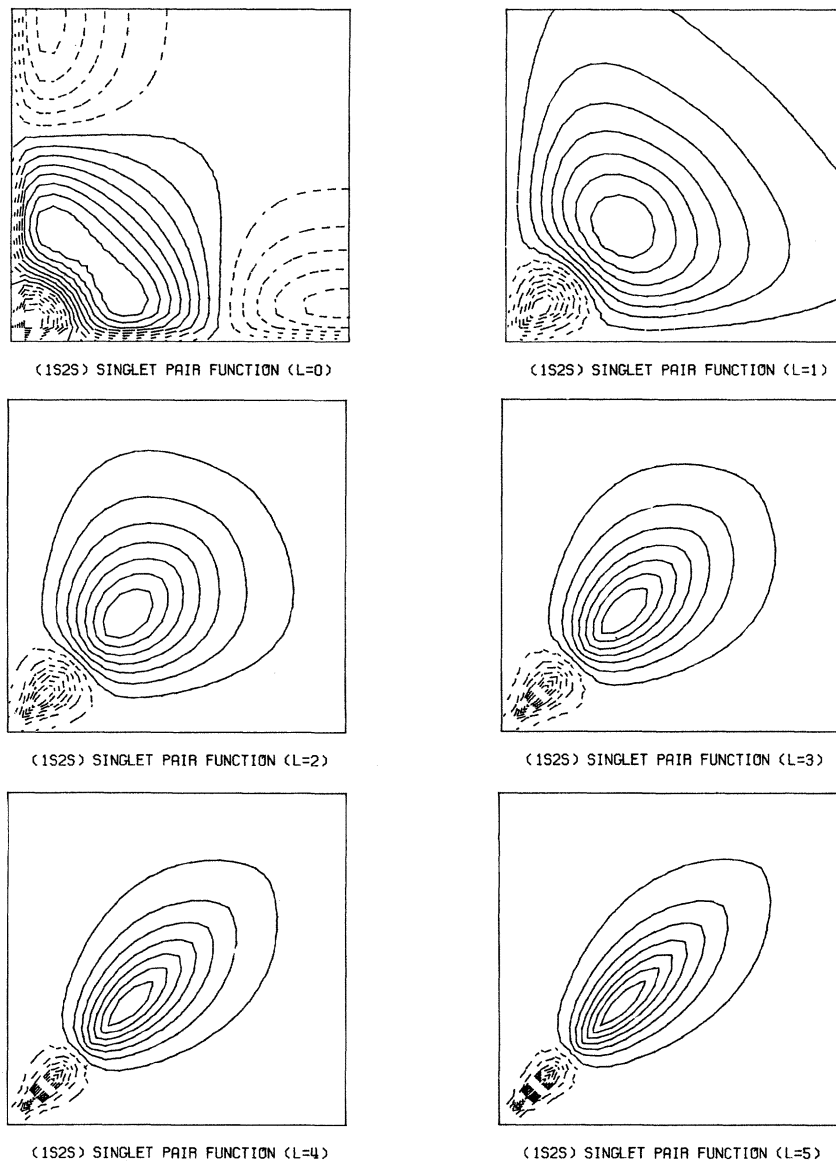 (1S2S) SINGLET PAIR FUNCTION (L=0)
(1S2S) SINGLET PAIR FUNCTION (L=1)
(1S2S) SINGLET PAIR FUNCTION (L=2)
(1S2S) SINGLET PAIR FUNCTION (L=3)
(1S2S) SINGLET PAIR FUNCTION (L=4)
(1S2S) SINGLET PAIR FUNCTION (L=5)